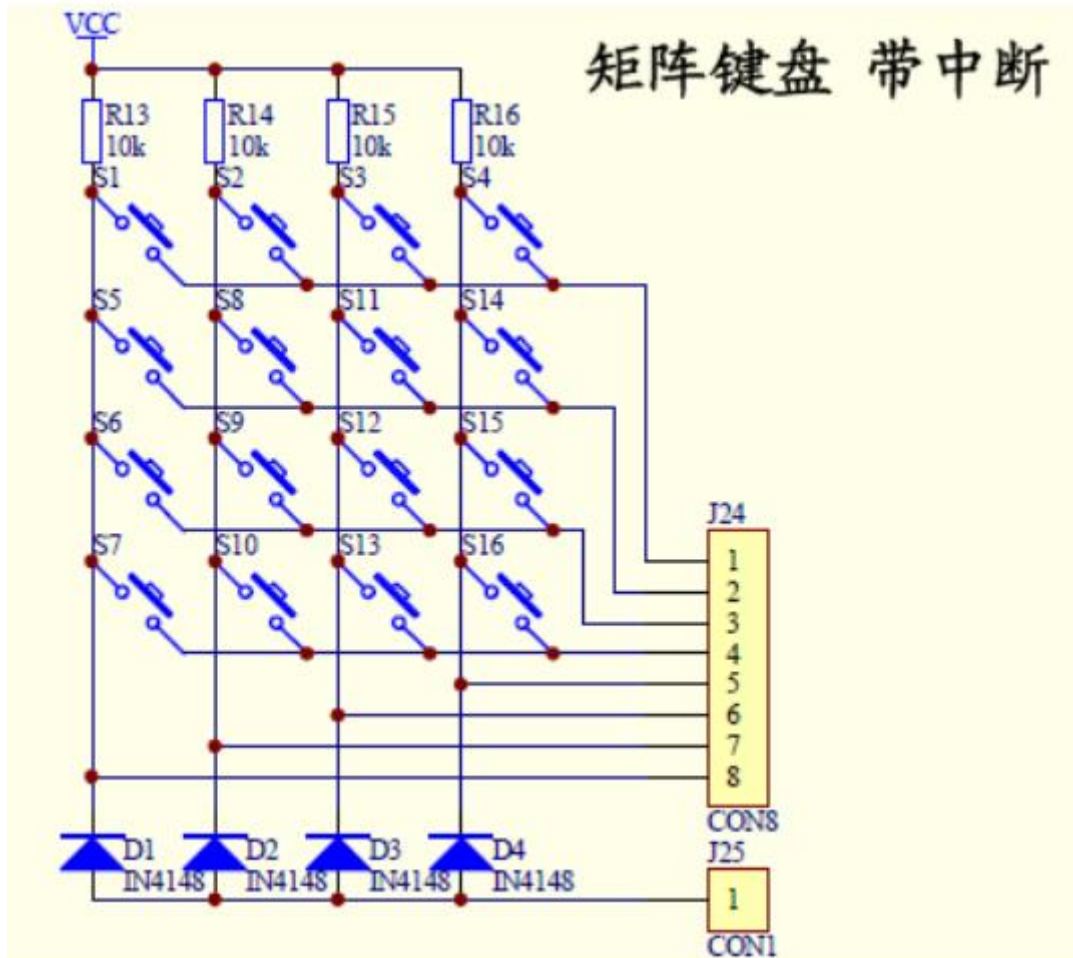 VCC
矩阵键盘 带中断
R13 R14 R15 R16
10k 10k 10k 10k
S1 S2 S3 S4
S5 S8 S11 S14
S6 S9 S12 S15
S7 S10 S13 S16
J24
1
2
3
4
5
6
7
8
CON8
D1 D2 D3 D4
IN4148 IN4148 IN4148 IN4148
J25
1
CON1